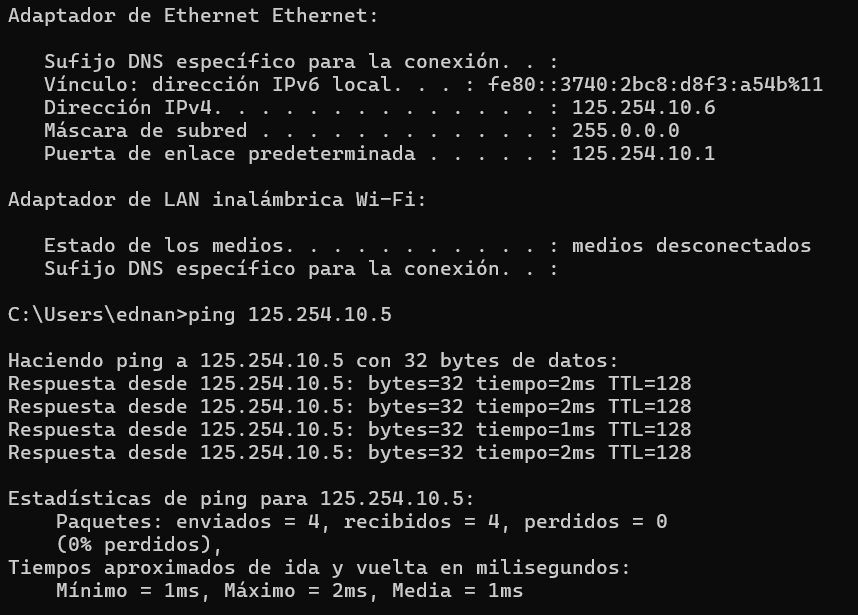 Adaptador de Ethernet Ethernet:
Sufijo DNS específico para la conexión. . :
Vínculo: dirección IPv6 local. . . : fe80::3740:2bc8:d8f3:a54b%11
Dirección IPv4. . . . . . . . . . . . . . : 125.254.10.6
Máscara de subred . . . . . . . . . . . . : 255.0.0.0
Puerta de enlace predeterminada . . . . . : 125.254.10.1
Adaptador de LAN inalámbrica Wi-Fi:
Estado de los medios. . . . . . . . . . . : medios desconectados
Sufijo DNS específico para la conexión. . :
C:\Users\ednan>ping 125.254.10.5
Haciendo ping a 125.254.10.5 con 32 bytes de datos:
Respuesta desde 125.254.10.5: bytes=32 tiempo=2ms TTL=128
Respuesta desde 125.254.10.5: bytes=32 tiempo=2ms TTL=128
Respuesta desde 125.254.10.5: bytes=32 tiempo=1ms TTL=128
Respuesta desde 125.254.10.5: bytes=32 tiempo=2ms TTL=128
Estadísticas de ping para 125.254.10.5:
Paquetes: enviados = 4, recibidos = 4, perdidos = 0
(0% perdidos),
Tiempos aproximados de ida y vuelta en milisegundos:
Mínimo = 1ms, Máximo = 2ms, Media = 1ms